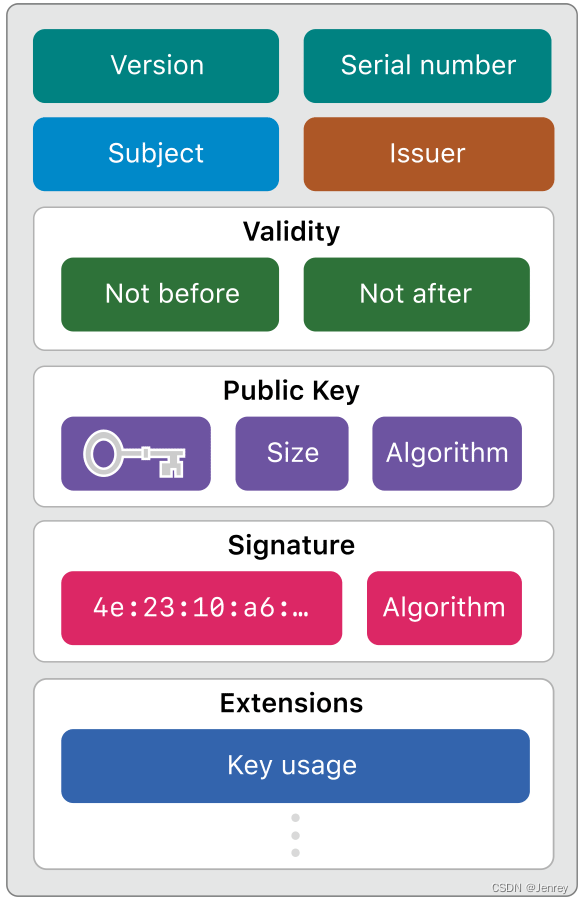 Version
Serial number
Subject
Issuer
Validity
Not before
Not after
Public Key
Size
Algorithm
Signature
4e:23:10:a6:…
Algorithm
Extensions
Key usage
CSDN @Jenrey